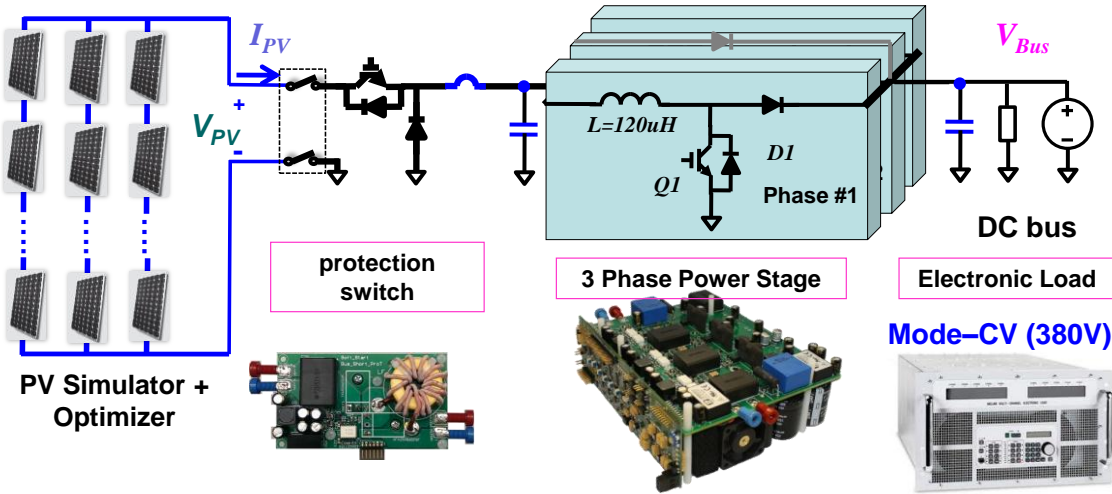 I_PV
V_Bus
+
V_PV
-
L=120uH
D1
Q1
Phase #1
2
+
-
DC bus
protection
switch
3 Phase Power Stage
Electronic Load
Mode–CV (380V)
PV Simulator +
Optimizer